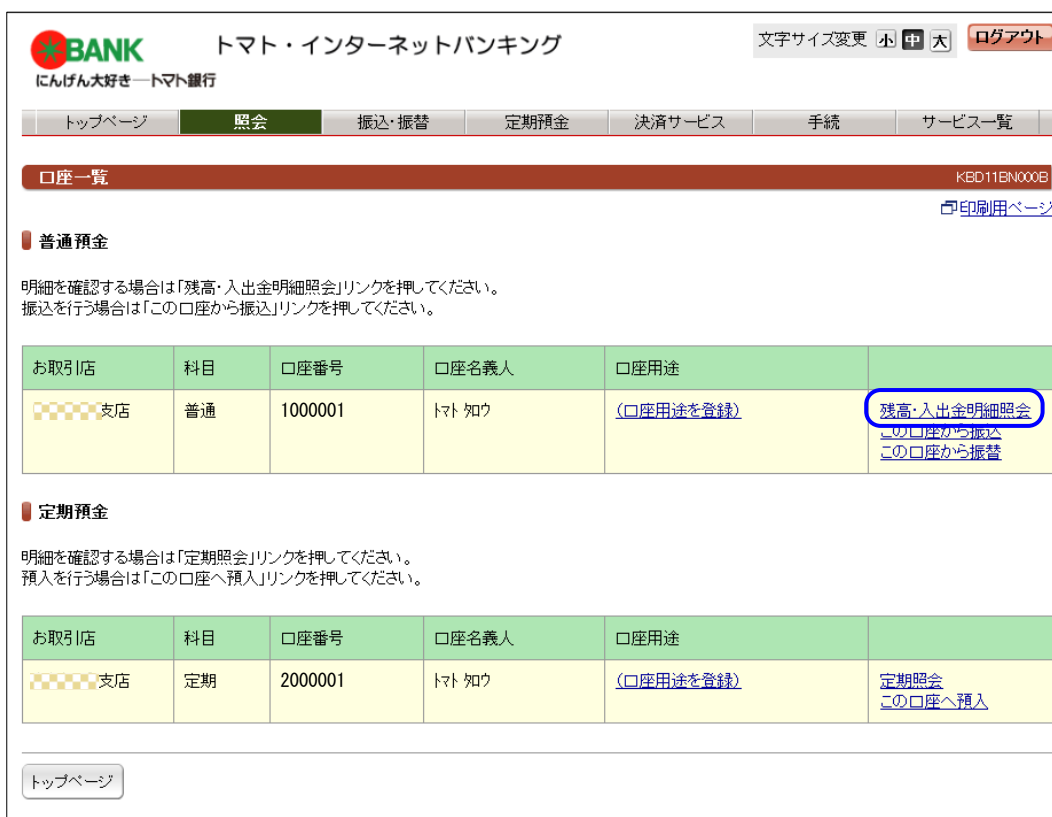 BANK トマト・インターネットバンキング 文字サイズ変更 小 中 大 ログアウト
にんげん大好き―トマト銀行
トップページ 照会 振込・振替 定期預金 決済サービス 手続 サービス一覧
口座一覧 KBD11BN000B
印刷用ページ
普通預金
明細を確認する場合は「残高・入出金明細照会」リンクを押してください。
振込を行う場合は「この口座から振込」リンクを押してください。
お取引店 科目 口座番号 口座名義人 口座用途
支店 普通 1000001 ﾄﾏﾄ ﾀﾛｳ (口座用途を登録) 残高・入出金明細照会
この口座から振込
この口座から振替
定期預金
明細を確認する場合は「定期照会」リンクを押してください。
預入を行う場合は「この口座へ預入」リンクを押してください。
お取引店 科目 口座番号 口座名義人 口座用途
支店 定期 2000001 ﾄﾏﾄ ﾀﾛｳ (口座用途を登録) 定期照会
この口座へ預入
トップページ